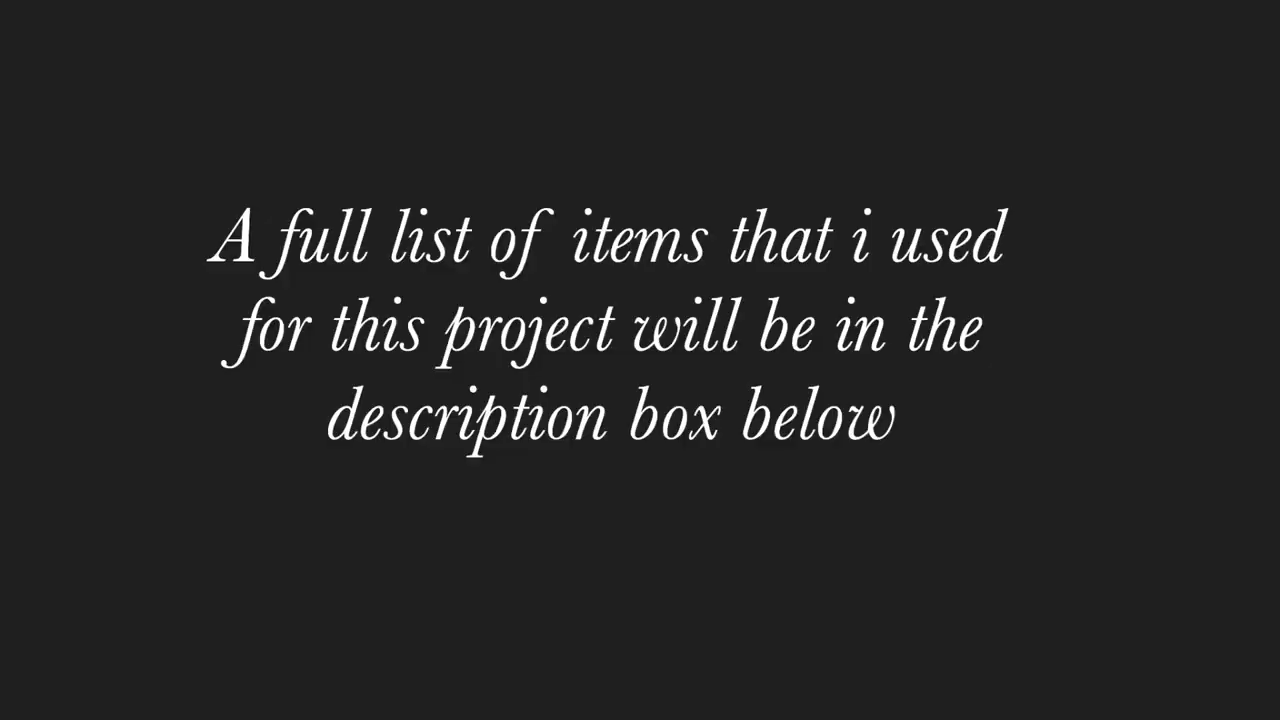 A full list of items that i used
for this project will be in the
description box below